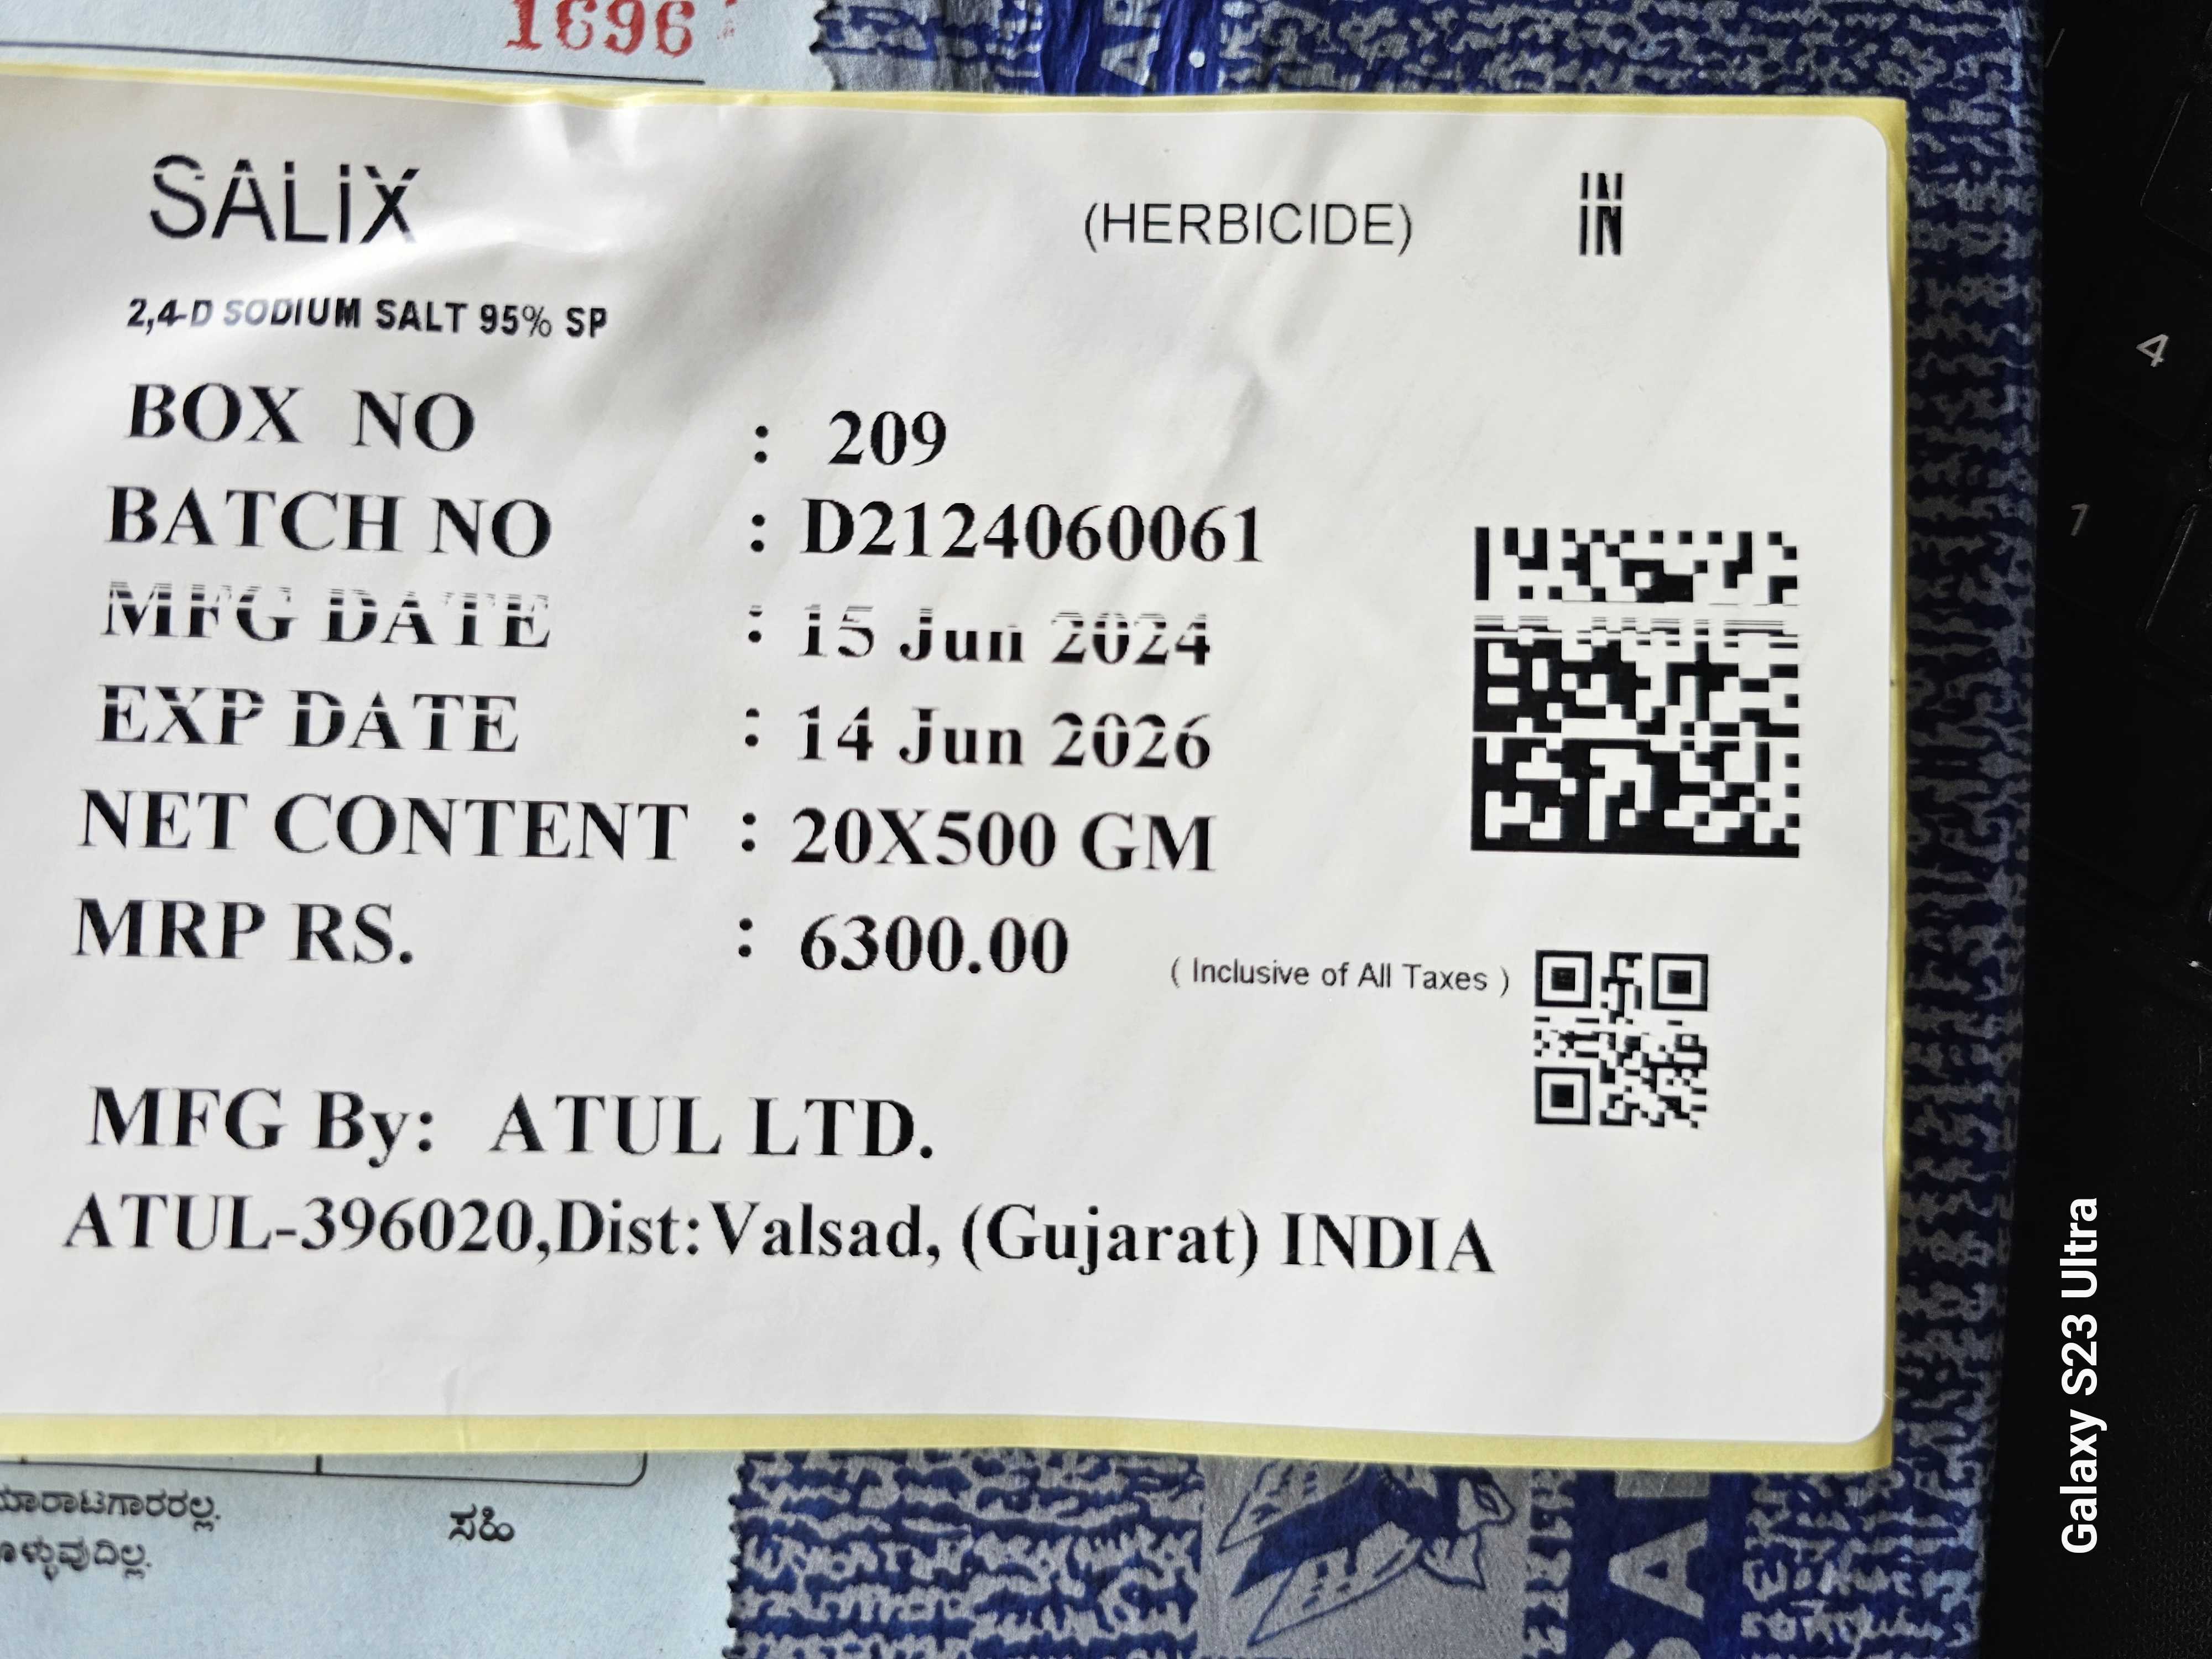 1696
SALIX (HERBICIDE) IN
2,4-D SODIUM SALT 95% SP
BOX NO : 209
BATCH NO : D2124060061
MFG DATE : 15 Jun 2024
EXP DATE : 14 Jun 2026
NET CONTENT : 20X500 GM
MRP RS. : 6300.00 ( Inclusive of All Taxes )
MFG By: ATUL LTD.
ATUL-396020,Dist:Valsad, (Gujarat) INDIA
ಸಹಿ
4
7
Galaxy S23 Ultra